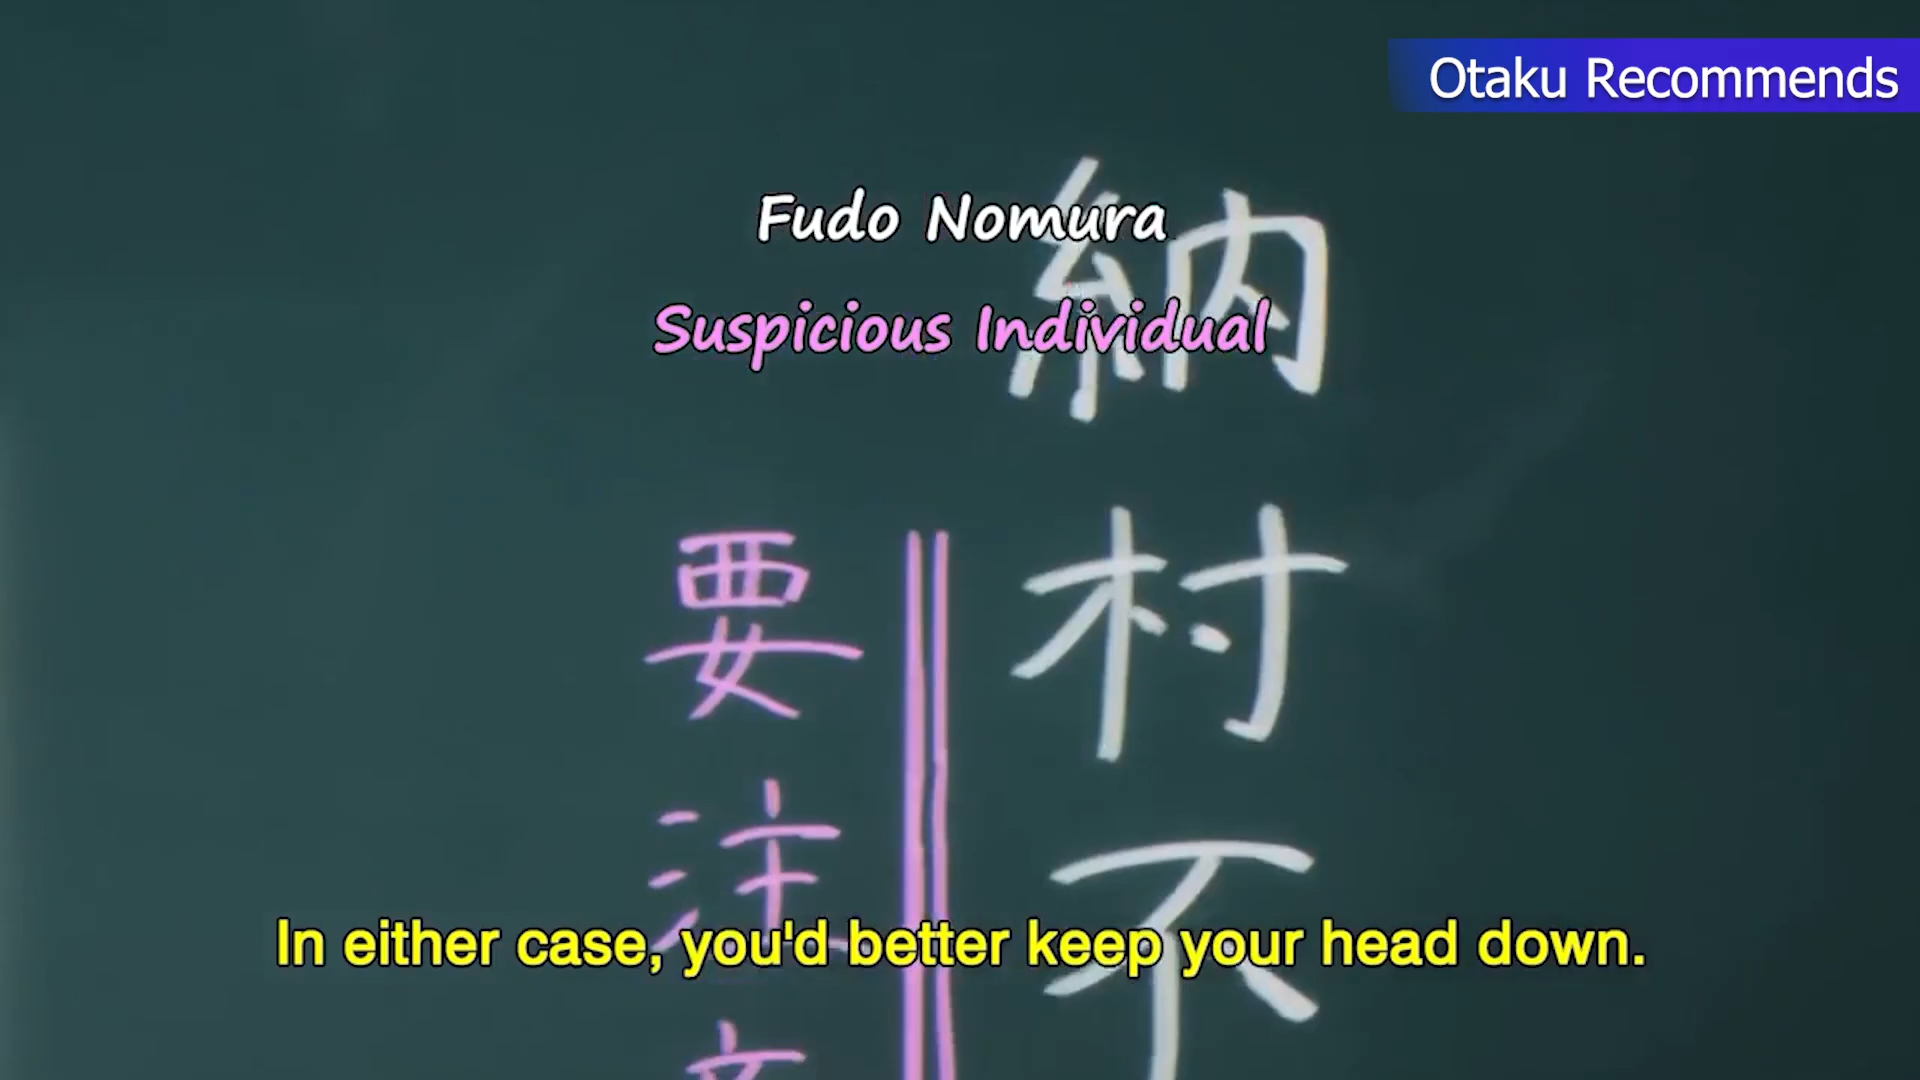 Otaku Recommends
Fudo Nomura
Suspicious Individual
納村不
要注
In either case, you'd better keep your head down.